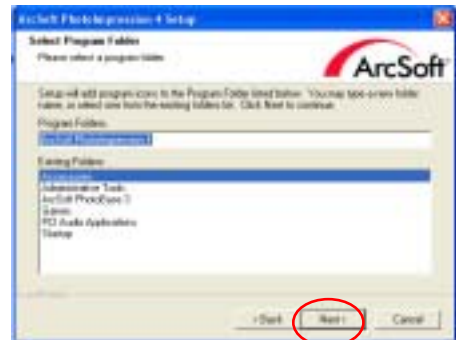 ArcSoft PhotoImpression 4 Setup
Select Program Folder
Please select a program folder.
ArcSoft
Setup will add program icons to the Program Folder listed below. You may type a new folder
name, or select one from the existing folders list. Click Next to continue.
Program Folders:
ArcSoft PhotoImpression 4
Existing Folders:
Accessories
Administrative Tools
ArcSoft PhotoBase 3
Games
PCI Audio Applications
Startup
< Back
Next >
Cancel